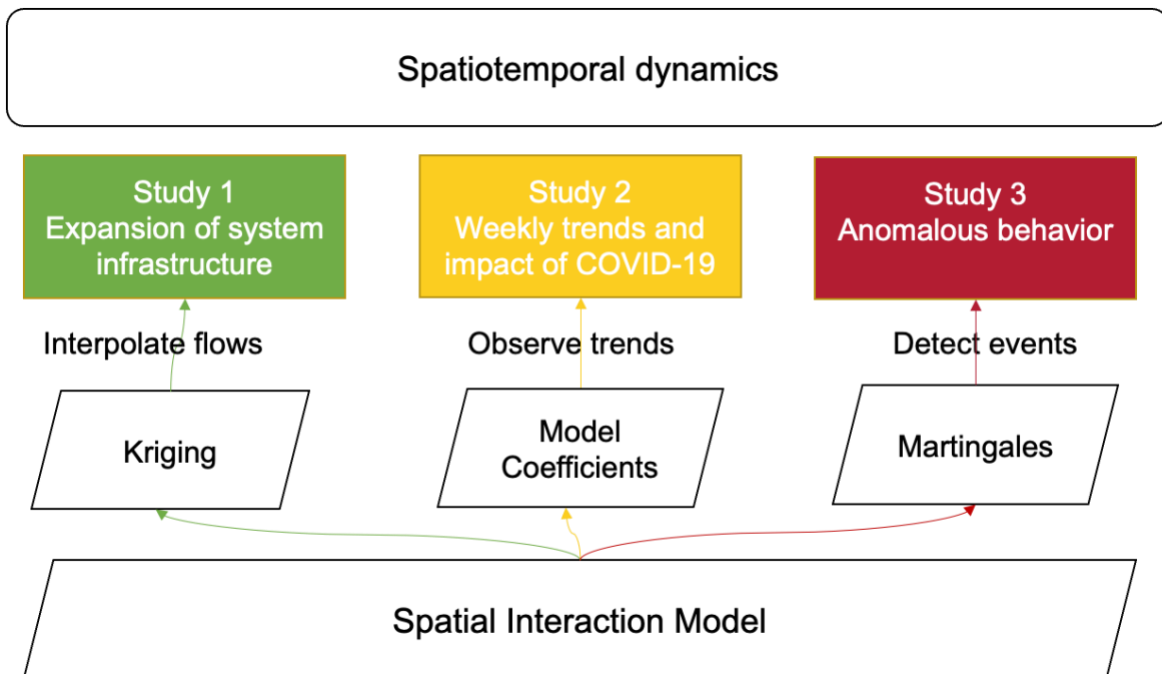 Spatiotemporal dynamics
Study 1
Expansion of system
infrastructure
Study 2
Weekly trends and
impact of COVID-19
Study 3
Anomalous behavior
Interpolate flows
Observe trends
Detect events
Kriging
Model
Coefficients
Martingales
Spatial Interaction Model